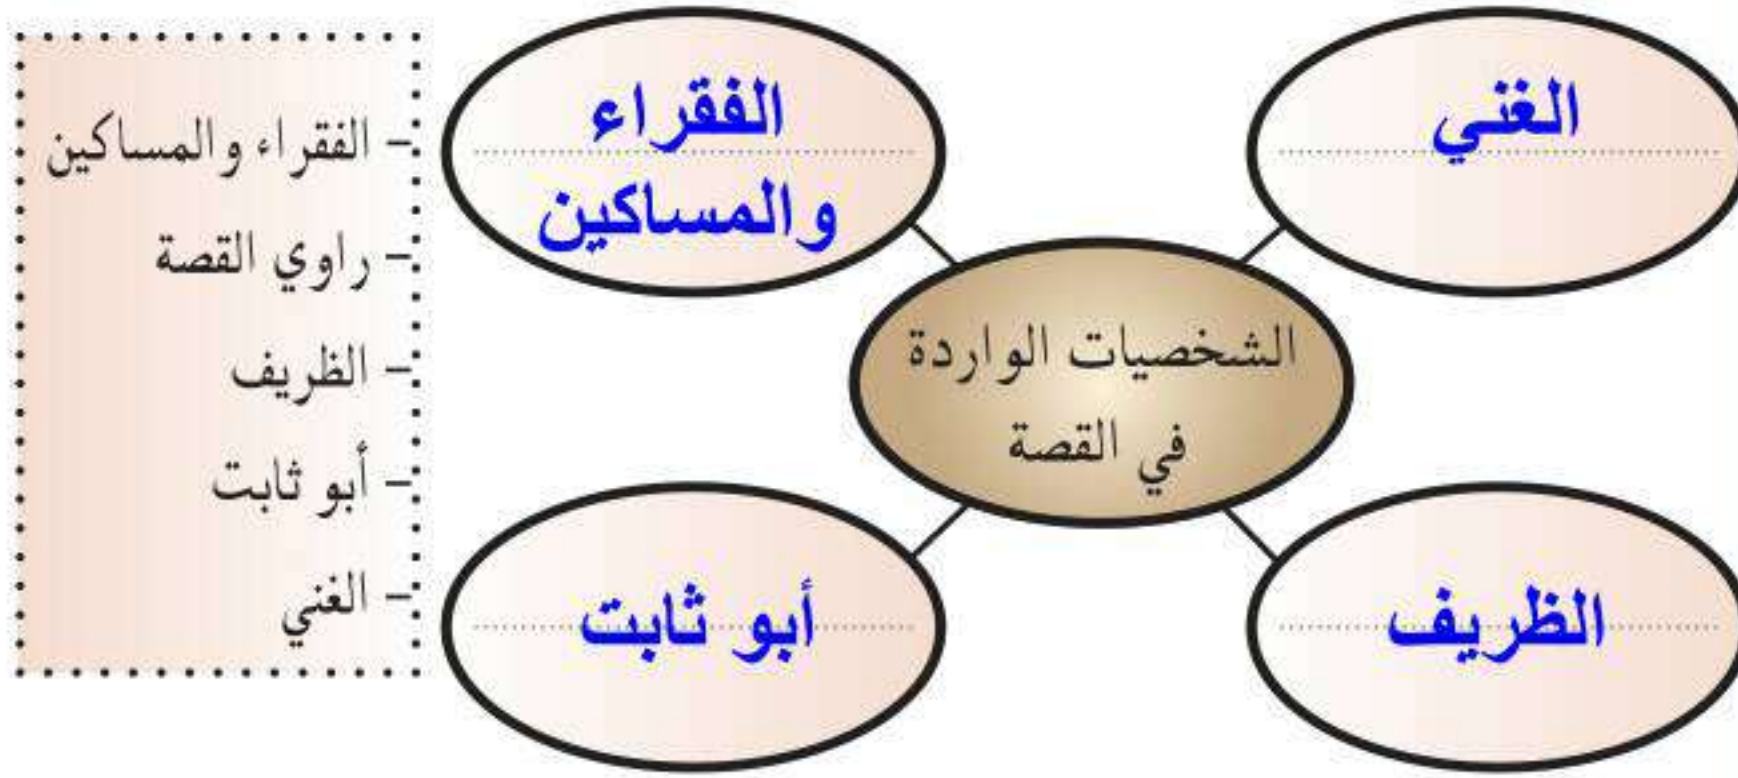 الغني
الفقراء
والمساكين
الشخصيات الواردة
في القصة
الظريف
أبو ثابت
- الفقراء والمساكين
- راوي القصة
- الظريف
- أبو ثابت
- الغني